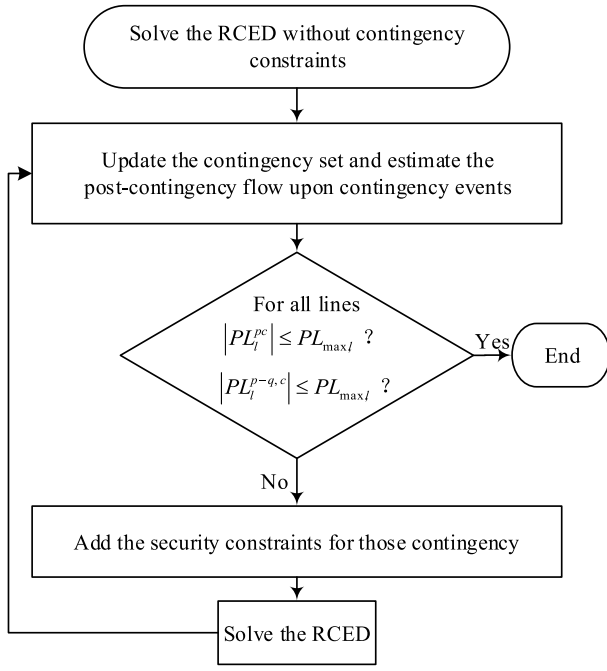 Solve the RCED without contingency
constraints
Update the contingency set and estimate the
post-contingency flow upon contingency events
For all lines
|PL_l^{pc}| ≤ PL_{max,l} ?
|PL_l^{p-q,c}| ≤ PL_{max,l} ?
Yes
End
No
Add the security constraints for those contingency
Solve the RCED